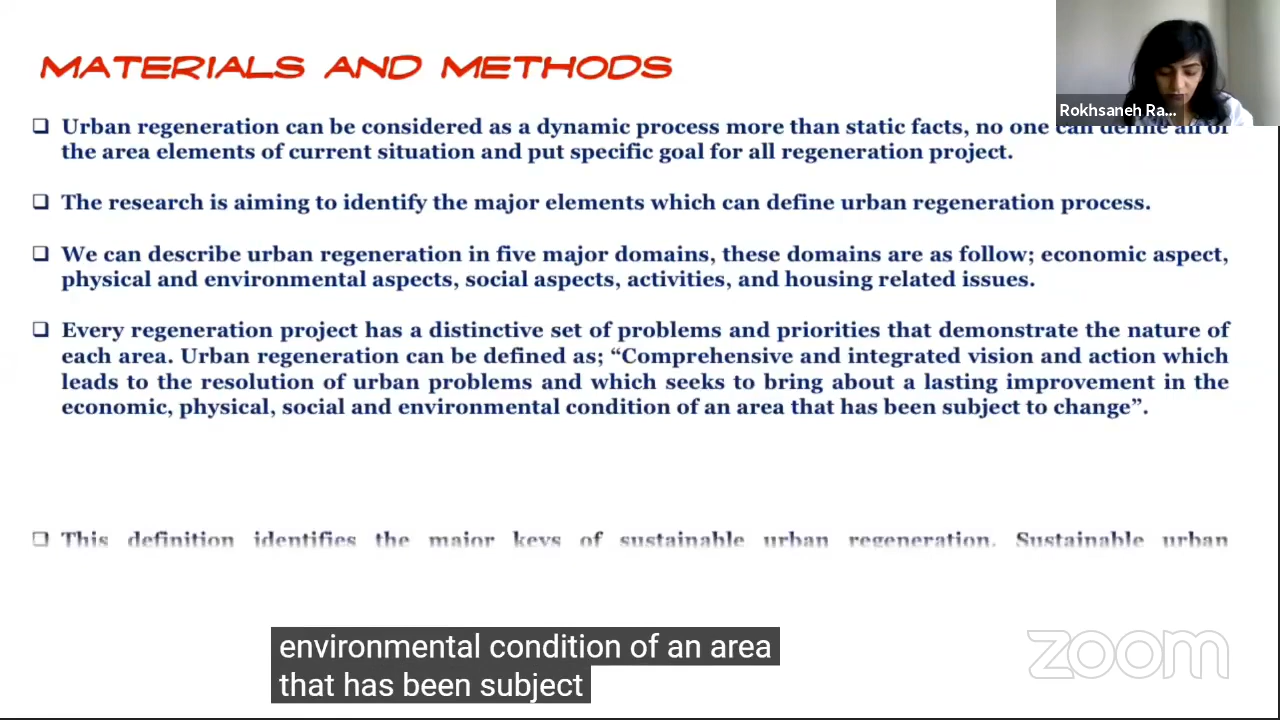 MATERIALS AND METHODS
Rokhsaneh Ra...
❑ Urban regeneration can be considered as a dynamic process more than static facts, no one can define all of
the area elements of current situation and put specific goal for all regeneration project.
❑ The research is aiming to identify the major elements which can define urban regeneration process.
❑ We can describe urban regeneration in five major domains, these domains are as follow; economic aspect,
physical and environmental aspects, social aspects, activities, and housing related issues.
❑ Every regeneration project has a distinctive set of problems and priorities that demonstrate the nature of
each area. Urban regeneration can be defined as; “Comprehensive and integrated vision and action which
leads to the resolution of urban problems and which seeks to bring about a lasting improvement in the
economic, physical, social and environmental condition of an area that has been subject to change”.
❑ This definition identifies the major keys of sustainable urban regeneration. Sustainable urban
environmental condition of an area
that has been subject
zoom